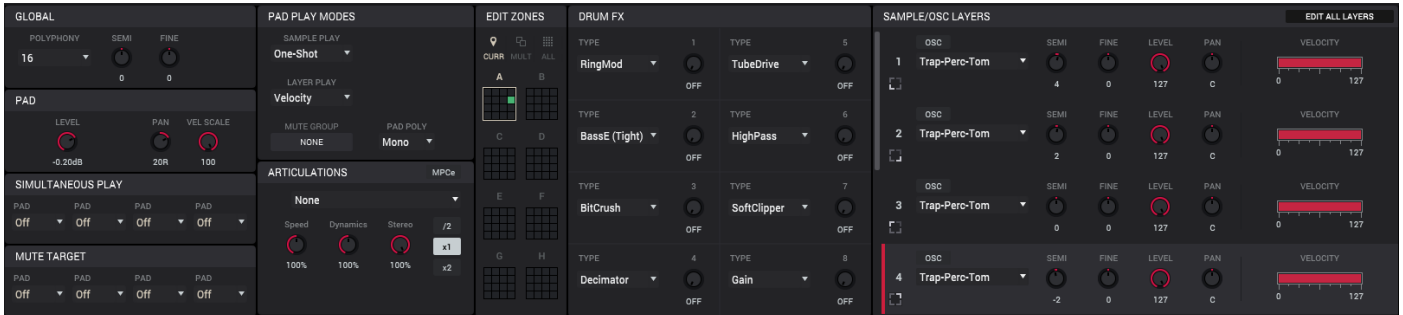 GLOBAL
POLYPHONY SEMI FINE
16
0 0
PAD
LEVEL PAN VEL SCALE
-0.20dB 20R 100
SIMULTANEOUS PLAY
PAD PAD PAD PAD
Off Off Off Off
MUTE TARGET
PAD PAD PAD PAD
Off Off Off Off
PAD PLAY MODES
SAMPLE PLAY
One-Shot
LAYER PLAY
Velocity
MUTE GROUP PAD POLY
NONE Mono
ARTICULATIONS MPCe
None
Speed Dynamics Stereo /2
x1
100% 100% 100% x2
EDIT ZONES
CURR MULT ALL
A B
C D
E F
G H
DRUM FX
TYPE 1 TYPE 5
RingMod TubeDrive
OFF OFF
TYPE 2 TYPE 6
BassE (Tight) HighPass
OFF OFF
TYPE 3 TYPE 7
BitCrush SoftClipper
OFF OFF
TYPE 4 TYPE 8
Decimator Gain
OFF OFF
SAMPLE/OSC LAYERS EDIT ALL LAYERS
OSC SEMI FINE LEVEL PAN VELOCITY
1 Trap-Perc-Tom
4 0 127 C 0 127
OSC SEMI FINE LEVEL PAN VELOCITY
2 Trap-Perc-Tom
2 0 127 C 0 127
OSC SEMI FINE LEVEL PAN VELOCITY
3 Trap-Perc-Tom
0 0 127 C 0 127
OSC SEMI FINE LEVEL PAN VELOCITY
4 Trap-Perc-Tom
-2 0 127 C 0 127